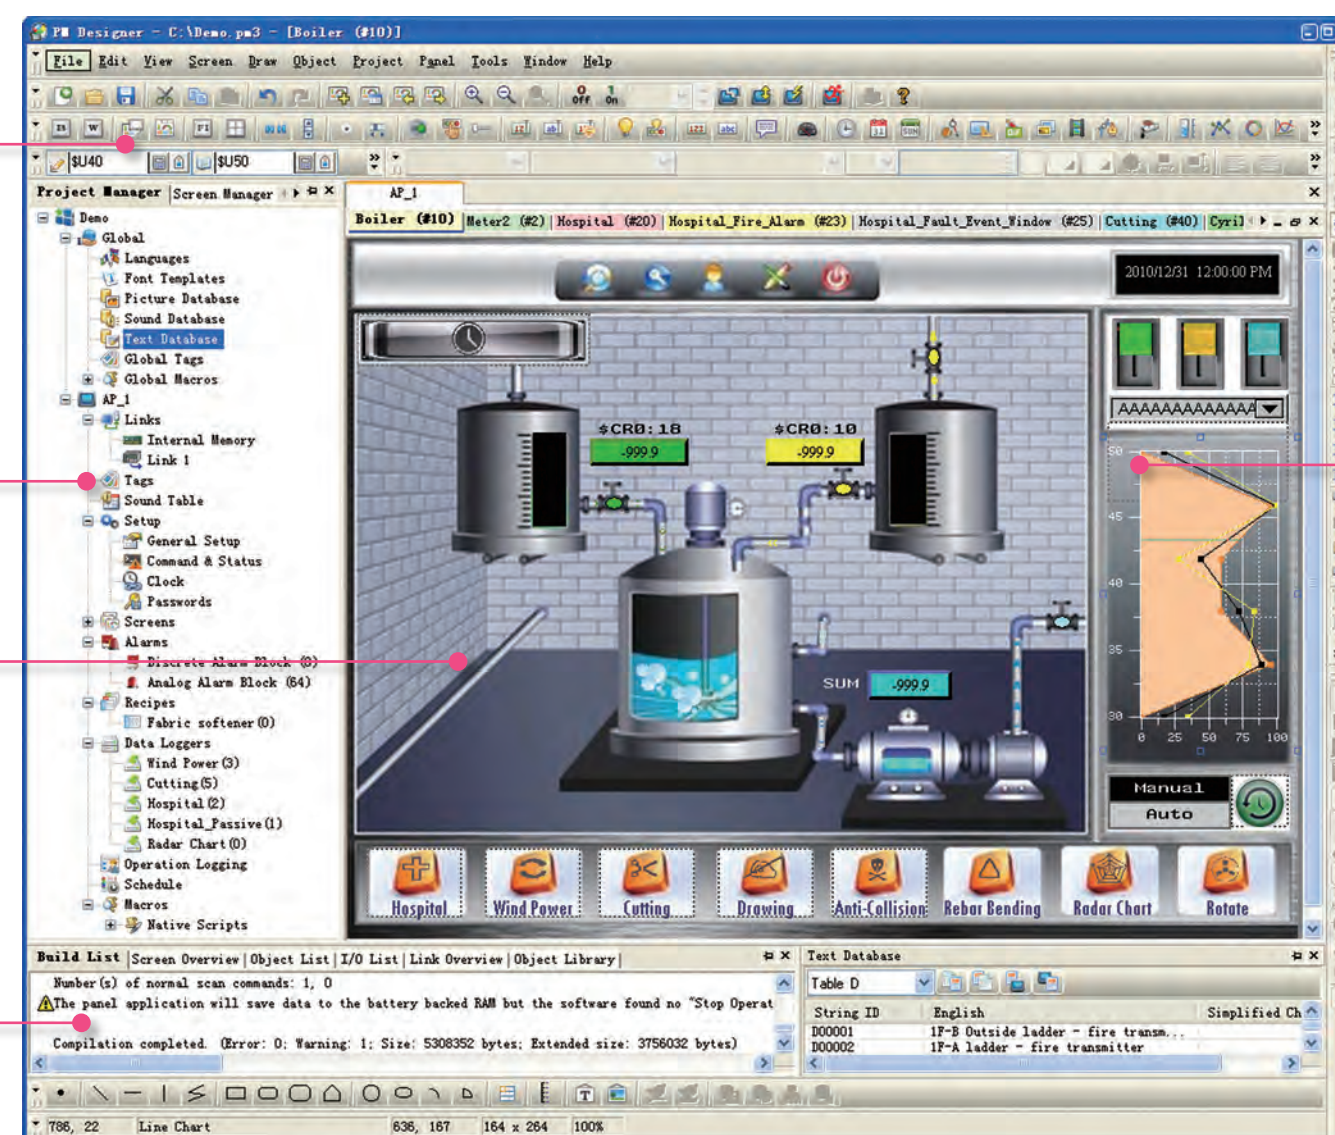 PM Designer - C:\Demo.pm3 - [Boiler (#10)]
File Edit View Screen Draw Object Project Panel Tools Window Help
$U40 $U50
Project Manager Screen Manager
AP_1
Boiler (#10) Meter2 (#2) Hospital (#20) Hospital_Fire_Alarm (#23) Hospital_Fault_Event_Window (#25) Cutting (#40) Cyril
Demo
Global
Languages
Font Templates
Picture Database
Sound Database
Text Database
Global Tags
Global Macros
AP_1
Links
Internal Memory
Link 1
Tags
Sound Table
Setup
General Setup
Command & Status
Clock
Passwords
Screens
Alarms
Discrete Alarm Block (0)
Analog Alarm Block (64)
Recipes
Fabric softener(0)
Data Loggers
Wind Power(3)
Cutting(5)
Hospital(2)
Hospital_Passive(1)
Radar Chart(0)
Operation Logging
Schedule
Macros
Native Scripts
2010/12/31 12:00:00 PM
$CR0:18
-999.9
$CR0:10
-999.9
SUM -999.9
AAAAAAAAAAAAAA
50
45
40
35
30
0 25 50 75 100
Manual
Auto
Hospital Wind Power Cutting Drawing Anti-Collision Rebar Bending Radar Chart Rotate
Build List Screen Overview Object List I/O List Link Overview Object Library
Number(s) of normal scan commands: 1, 0
The panel application will save data to the battery backed RAM but the software found no "Stop Operat
Compilation completed. (Error: 0; Warning: 1; Size: 5308352 bytes; Extended size: 3756032 bytes)
Text Database
Table D
String ID English Simplified Ch
D00001 1F-B Outside ladder - fire transm...
D00002 1F-A ladder - fire transmitter
786, 22 Line Chart 636, 167 164 x 264 100%